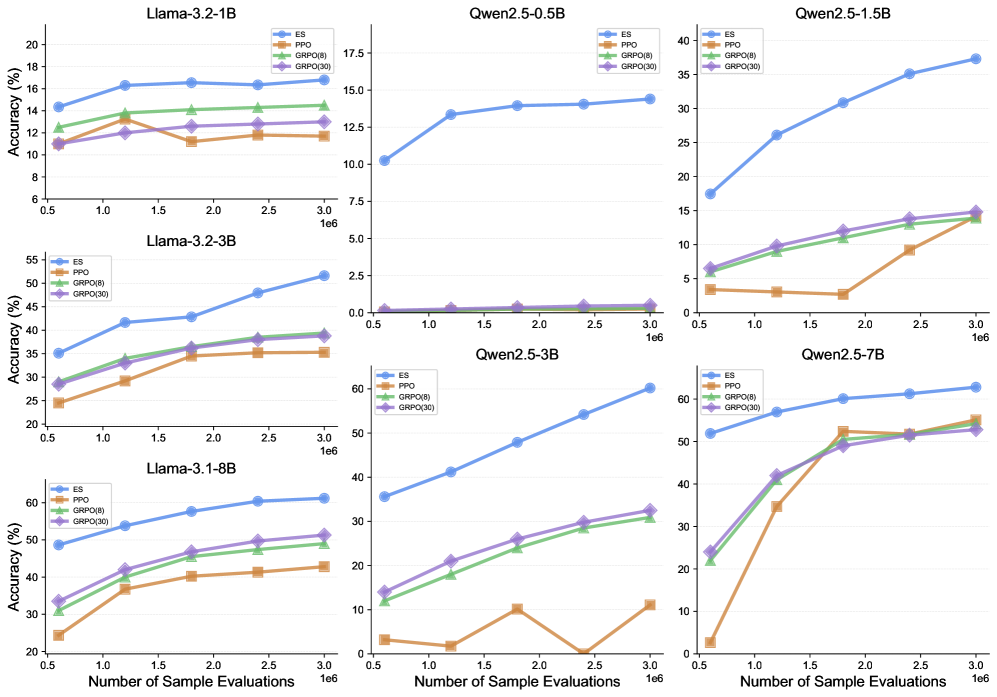 Llama-3.2-1B
Accuracy (%)
20
18
16
14
12
10
8
6
0.5
1.0
1.5
2.0
2.5
3.0
1e6
ES
PPO
GRPO(8)
GRPO(30)
Qwen2.5-0.5B
17.5
15.0
12.5
10.0
7.5
5.0
2.5
0.0
0.5
1.0
1.5
2.0
2.5
3.0
1e6
ES
PPO
GRPO(8)
GRPO(30)
Qwen2.5-1.5B
40
35
30
25
20
15
10
5
0
0.5
1.0
1.5
2.0
2.5
3.0
1e6
ES
PPO
GRPO(8)
GRPO(30)
Llama-3.2-3B
Accuracy (%)
55
50
45
40
35
30
25
20
0.5
1.0
1.5
2.0
2.5
3.0
1e6
ES
PPO
GRPO(8)
GRPO(30)
Llama-3.1-8B
Accuracy (%)
60
50
40
30
20
0.5
1.0
1.5
2.0
2.5
3.0
1e6
Number of Sample Evaluations
ES
PPO
GRPO(8)
GRPO(30)
Qwen2.5-3B
60
50
40
30
20
10
0
0.5
1.0
1.5
2.0
2.5
3.0
1e6
Number of Sample Evaluations
ES
PPO
GRPO(8)
GRPO(30)
Qwen2.5-7B
60
50
40
30
20
10
0
0.5
1.0
1.5
2.0
2.5
3.0
1e6
Number of Sample Evaluations
ES
PPO
GRPO(8)
GRPO(30)